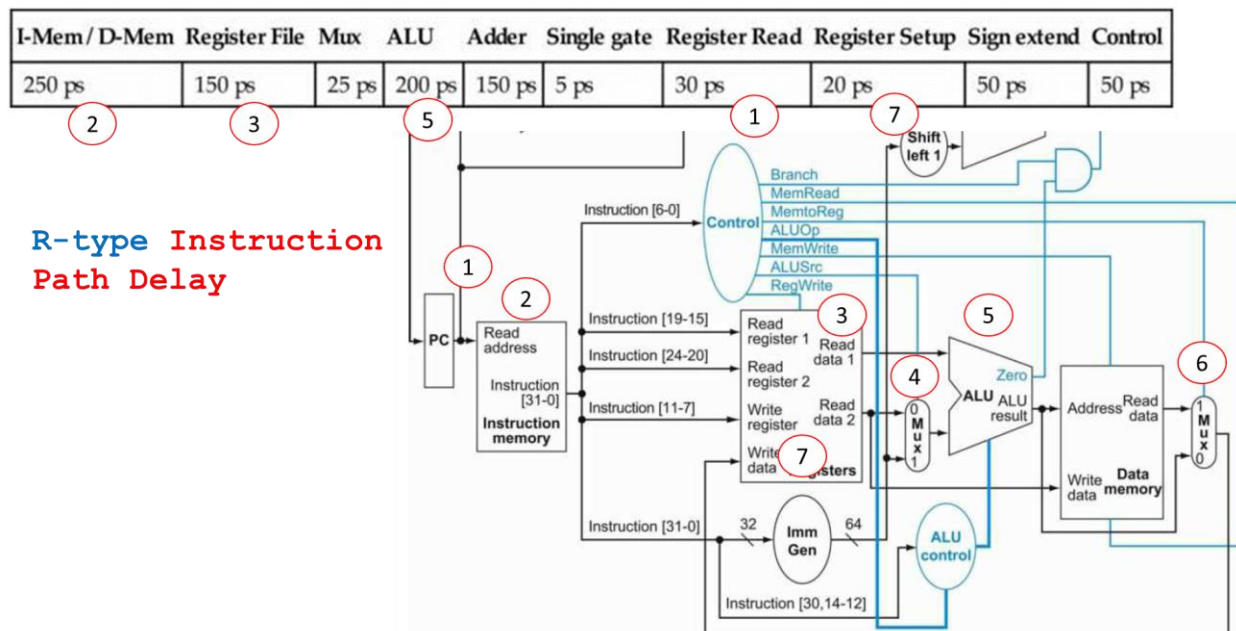 I-Mem / D-Mem Register File Mux ALU Adder Single gate Register Read Register Setup Sign extend Control
250 ps 150 ps 25 ps 200 ps 150 ps 5 ps 30 ps 20 ps 50 ps 50 ps
2 3 5 1 7
Shift
left 1
R-type Instruction
Path Delay
Instruction [6-0]
Control
Branch
MemRead
MemtoReg
ALUOp
MemWrite
ALUSrc
RegWrite
1
2
PC
Read
address
Instruction
[31-0]
Instruction
memory
Instruction [19-15]
Instruction [24-20]
Instruction [11-7]
Instruction [31-0]
3
Read
register 1
Read
data 1
Read
register 2
Write
register
Read
data 2
Write
data
7
4
0
M
u
x
1
5
Zero
ALU
ALU
result
Address
Read
data
Write
data
Data
memory
6
1
M
u
x
0
32
Imm
Gen
64
ALU
control
Instruction [30,14-12]